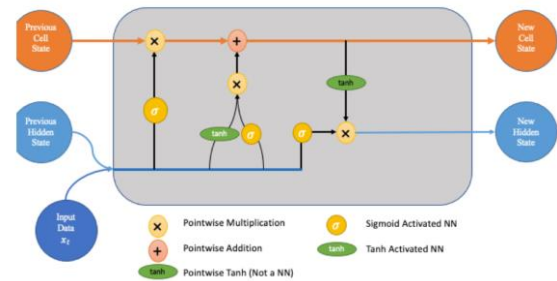 Previous
Cell
State
×
+
New
Cell
State
tanh
×
σ
Previous
Hidden
State
tanh
σ
σ
×
New
Hidden
State
Input
Data
xₜ
× Pointwise Multiplication
σ Sigmoid Activated NN
+ Pointwise Addition
tanh Tanh Activated NN
tanh Pointwise Tanh (Not a NN)